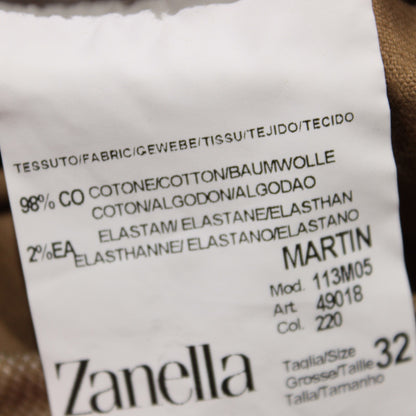 TESSUTO/FABRIC/GEWEBE/TISSU/TEJIDO/TECIDO
98% CO COTONE/COTTON/BAUMWOLLE
COTON/ALGODON/ALGODAO
2%EA ELASTAM/ELASTANE/ELASTHAN
ELASTHANNE/ELASTANO/ELASTANO
MARTIN
Mod. 113M05
Art. 49018
Col. 220
Zanella
Taglia/Size
Grosse/Taille 32
Talla/Tamanho